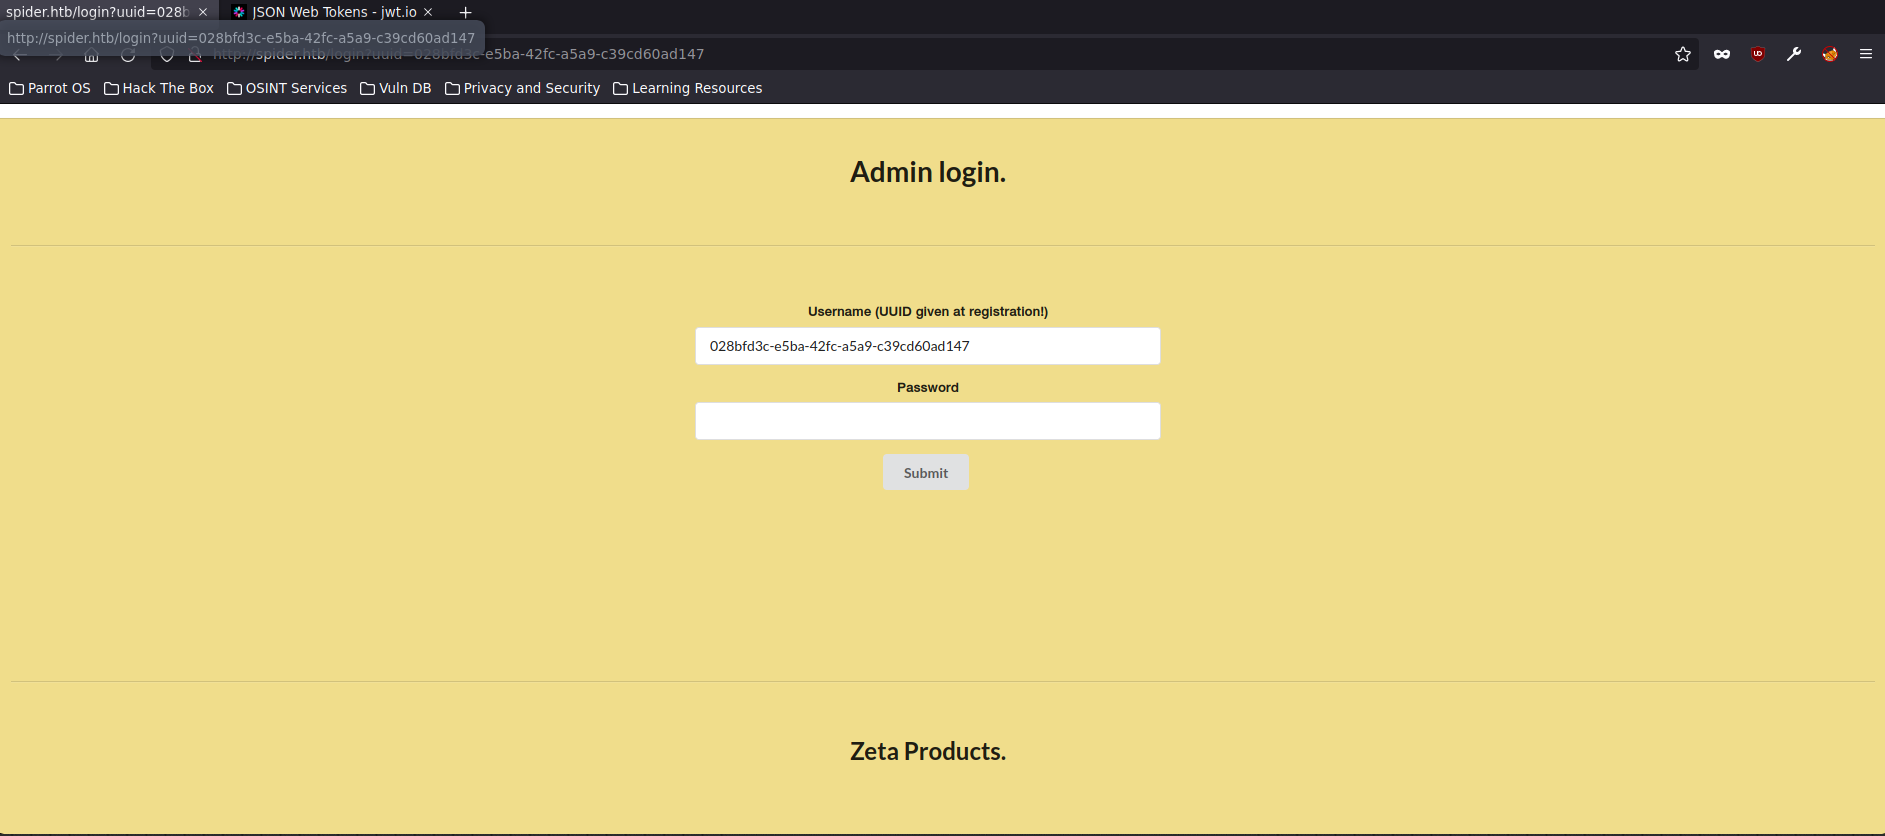 spider.htb/login?uuid=028b
JSON Web Tokens - jwt.io
http://spider.htb/login?uuid=028bfd3c-e5ba-42fc-a5a9-c39cd60ad147
http://spider.htb/login?uuid=028bfd3c-e5ba-42fc-a5a9-c39cd60ad147
Parrot OS Hack The Box OSINT Services Vuln DB Privacy and Security Learning Resources
Admin login.
Username (UUID given at registration!)
028bfd3c-e5ba-42fc-a5a9-c39cd60ad147
Password
Submit
Zeta Products.